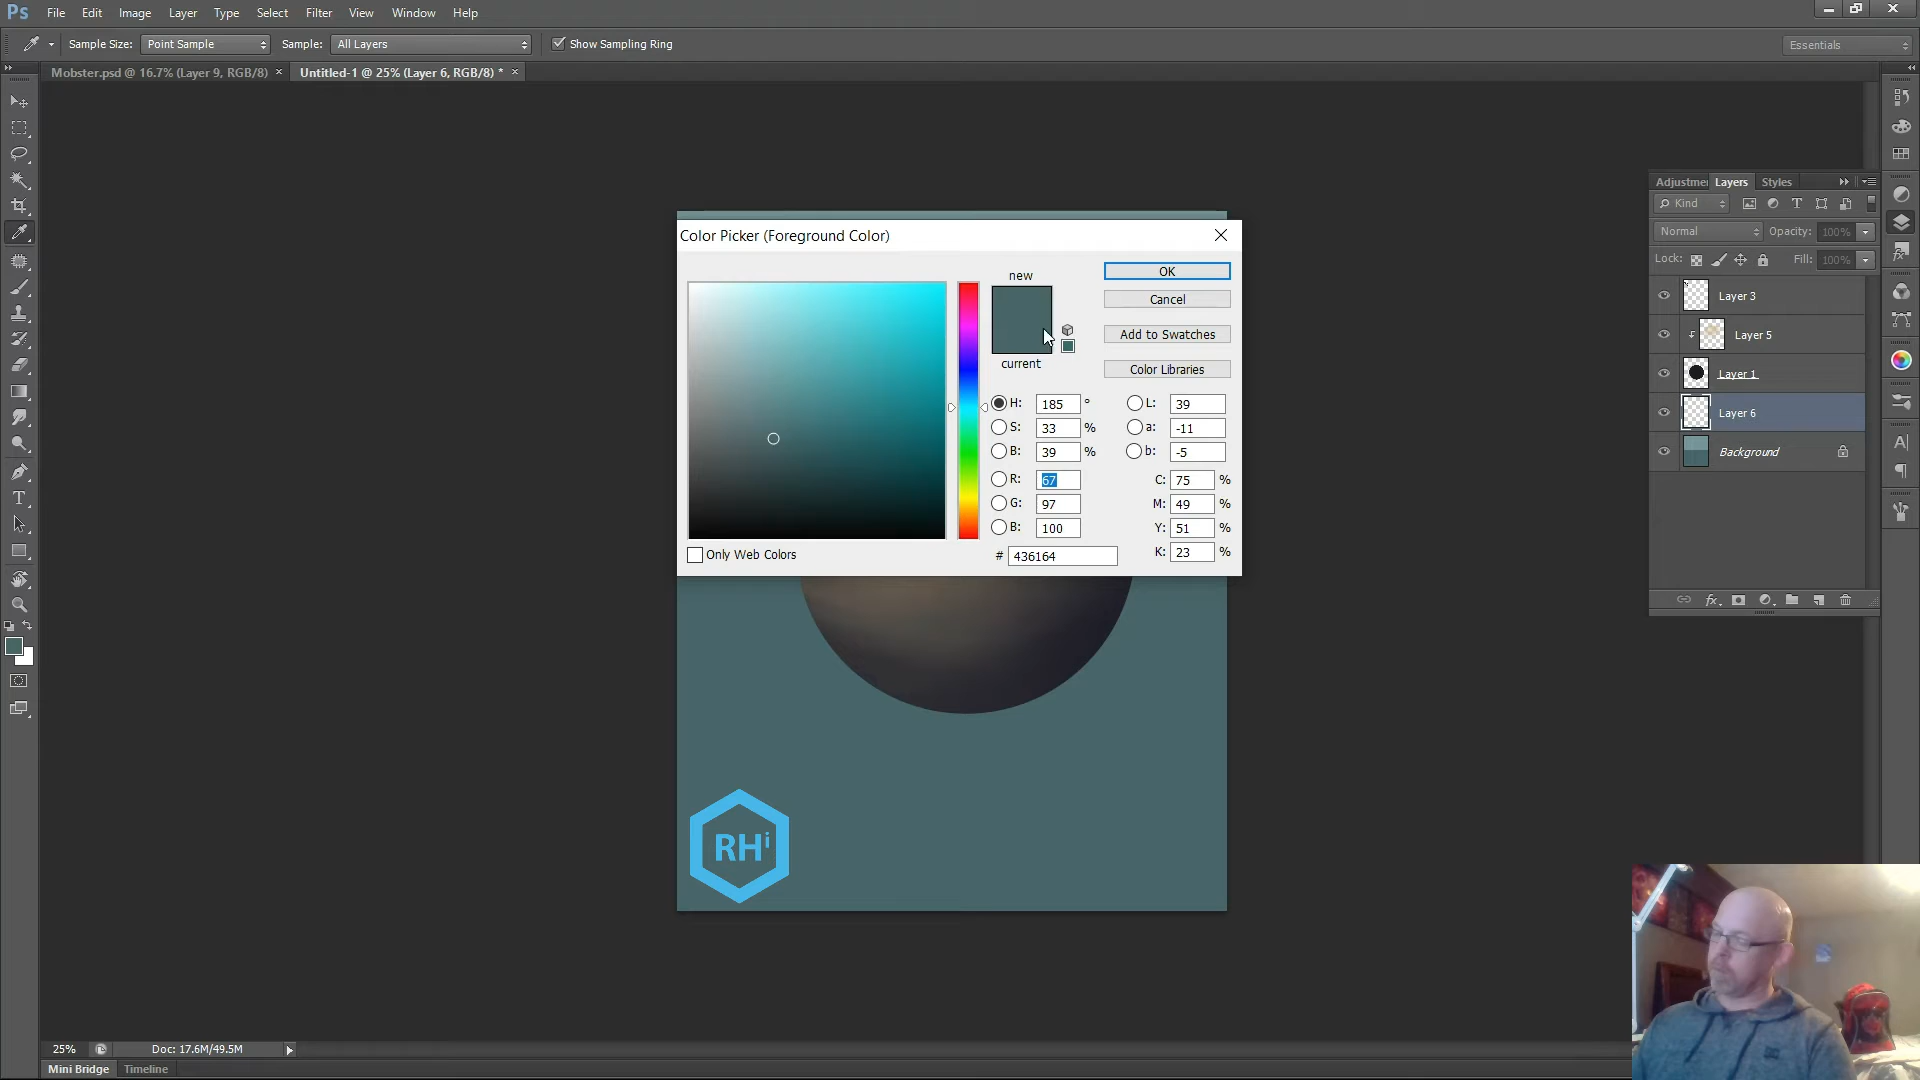 Ps File Edit Image Layer Type Select Filter View Window Help
Sample Size: Point Sample Sample: All Layers Show Sampling Ring Essentials
Mobster.psd @ 16.7% (Layer 9, RGB/8) × Untitled-1 @ 25% (Layer 6, RGB/8) * ×
Color Picker (Foreground Color)
new
current
OK
Cancel
Add to Swatches
Color Libraries
H: 185 °
S: 33 %
B: 39 %
R: 67
G: 97
B: 100
# 436164
L: 39
a: -11
b: -5
C: 75 %
M: 49 %
Y: 51 %
K: 23 %
Only Web Colors
Adjustmen Layers Styles
Kind
Normal Opacity: 100%
Lock: Fill: 100%
Layer 3
Layer 5
Layer 1
Layer 6
Background
fx
RHi
25% Doc: 17.6M/49.5M
Mini Bridge Timeline